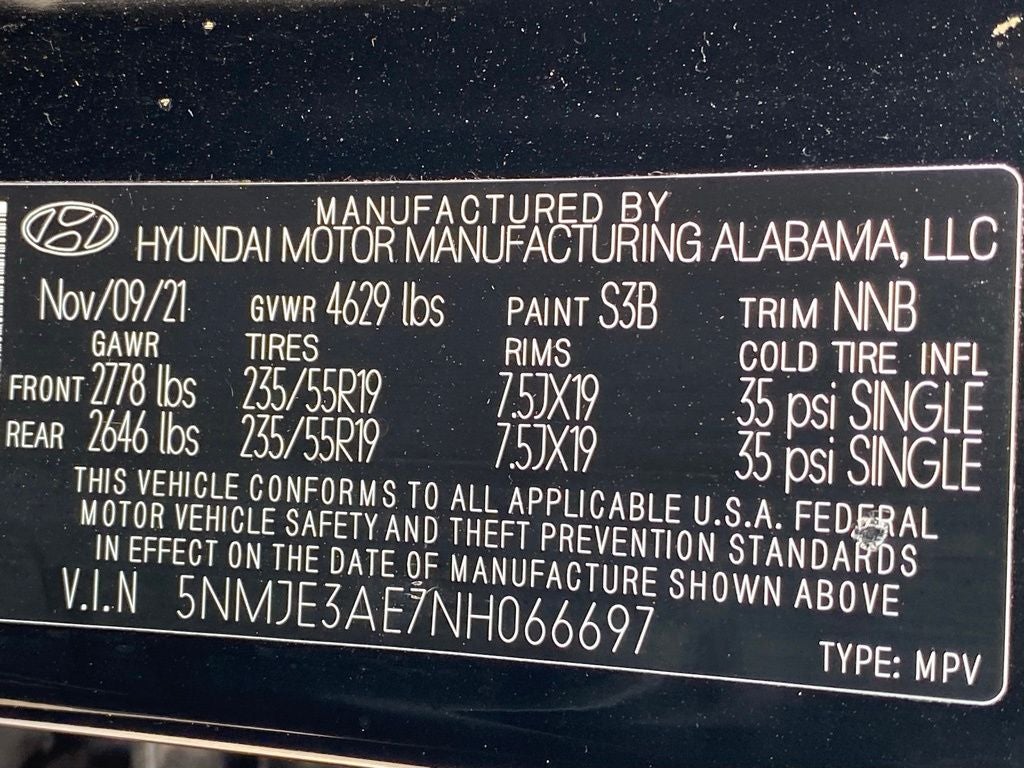 MANUFACTURED BY
HYUNDAI MOTOR MANUFACTURING ALABAMA, LLC
Nov/09/21 GVWR 4629 lbs PAINT S3B TRIM NNB
GAWR TIRES RIMS COLD TIRE INFL
FRONT 2778 lbs 235/55R19 7.5JX19 35 psi SINGLE
REAR 2646 lbs 235/55R19 7.5JX19 35 psi SINGLE
THIS VEHICLE CONFORMS TO ALL APPLICABLE U.S.A. FEDERAL
MOTOR VEHICLE SAFETY AND THEFT PREVENTION STANDARDS
IN EFFECT ON THE DATE OF MANUFACTURE SHOWN ABOVE
V.I.N 5NMJE3AE7NH066697
TYPE: MPV